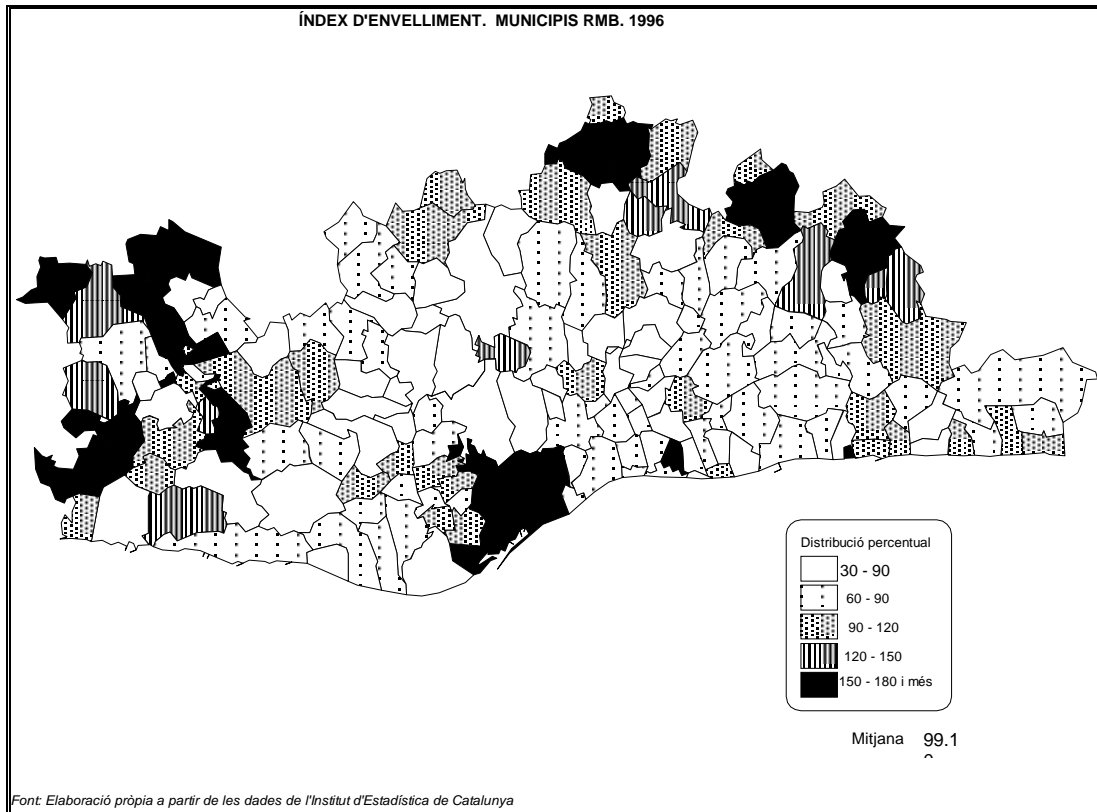 ÍNDEX D'ENVELLIMENT. MUNICIPIS RMB. 1996
Distribució percentual
30 - 90
60 - 90
90 - 120
120 - 150
150 - 180 i més
Mitjana 99.1
Font: Elaboració pròpia a partir de les dades de l'Institut d'Estadística de Catalunya